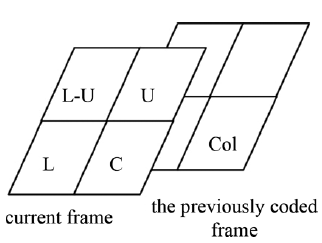 L-U U
L C
Col
current frame
the previously coded
frame